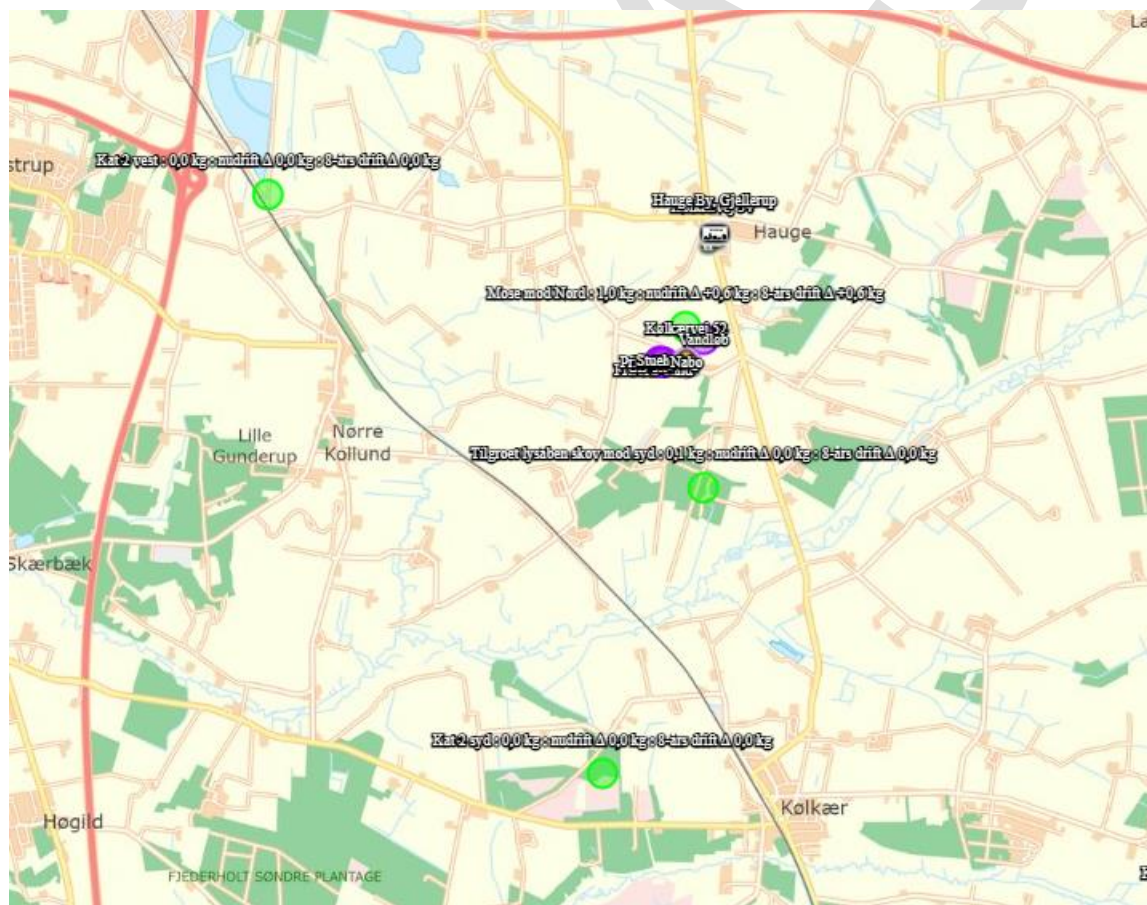 La
strup
Kat 2 vest : 0,0 kg : nudrift Δ 0,0 kg : 8-års drift Δ 0,0 kg
Hauge By, Gjellerup
Hauge
Mose mod Nord : 1,0 kg : nudrift Δ +0,6 kg : 8-års drift Δ +0,6 kg
Kølkærvej 52
Vandløb
Stuel
Nabo
Lille
Gunderup
Nørre
Kollund
Tilgroet lysåben skov mod syd : 0,1 kg : nudrift Δ 0,0 kg : 8-års drift Δ 0,0 kg
Skærbæk
Kat 2 syd : 0,0 kg : nudrift Δ 0,0 kg : 8-års drift Δ 0,0 kg
Kølkær
Høgild
FJEDERHOLT SØNDRE PLANTAGE